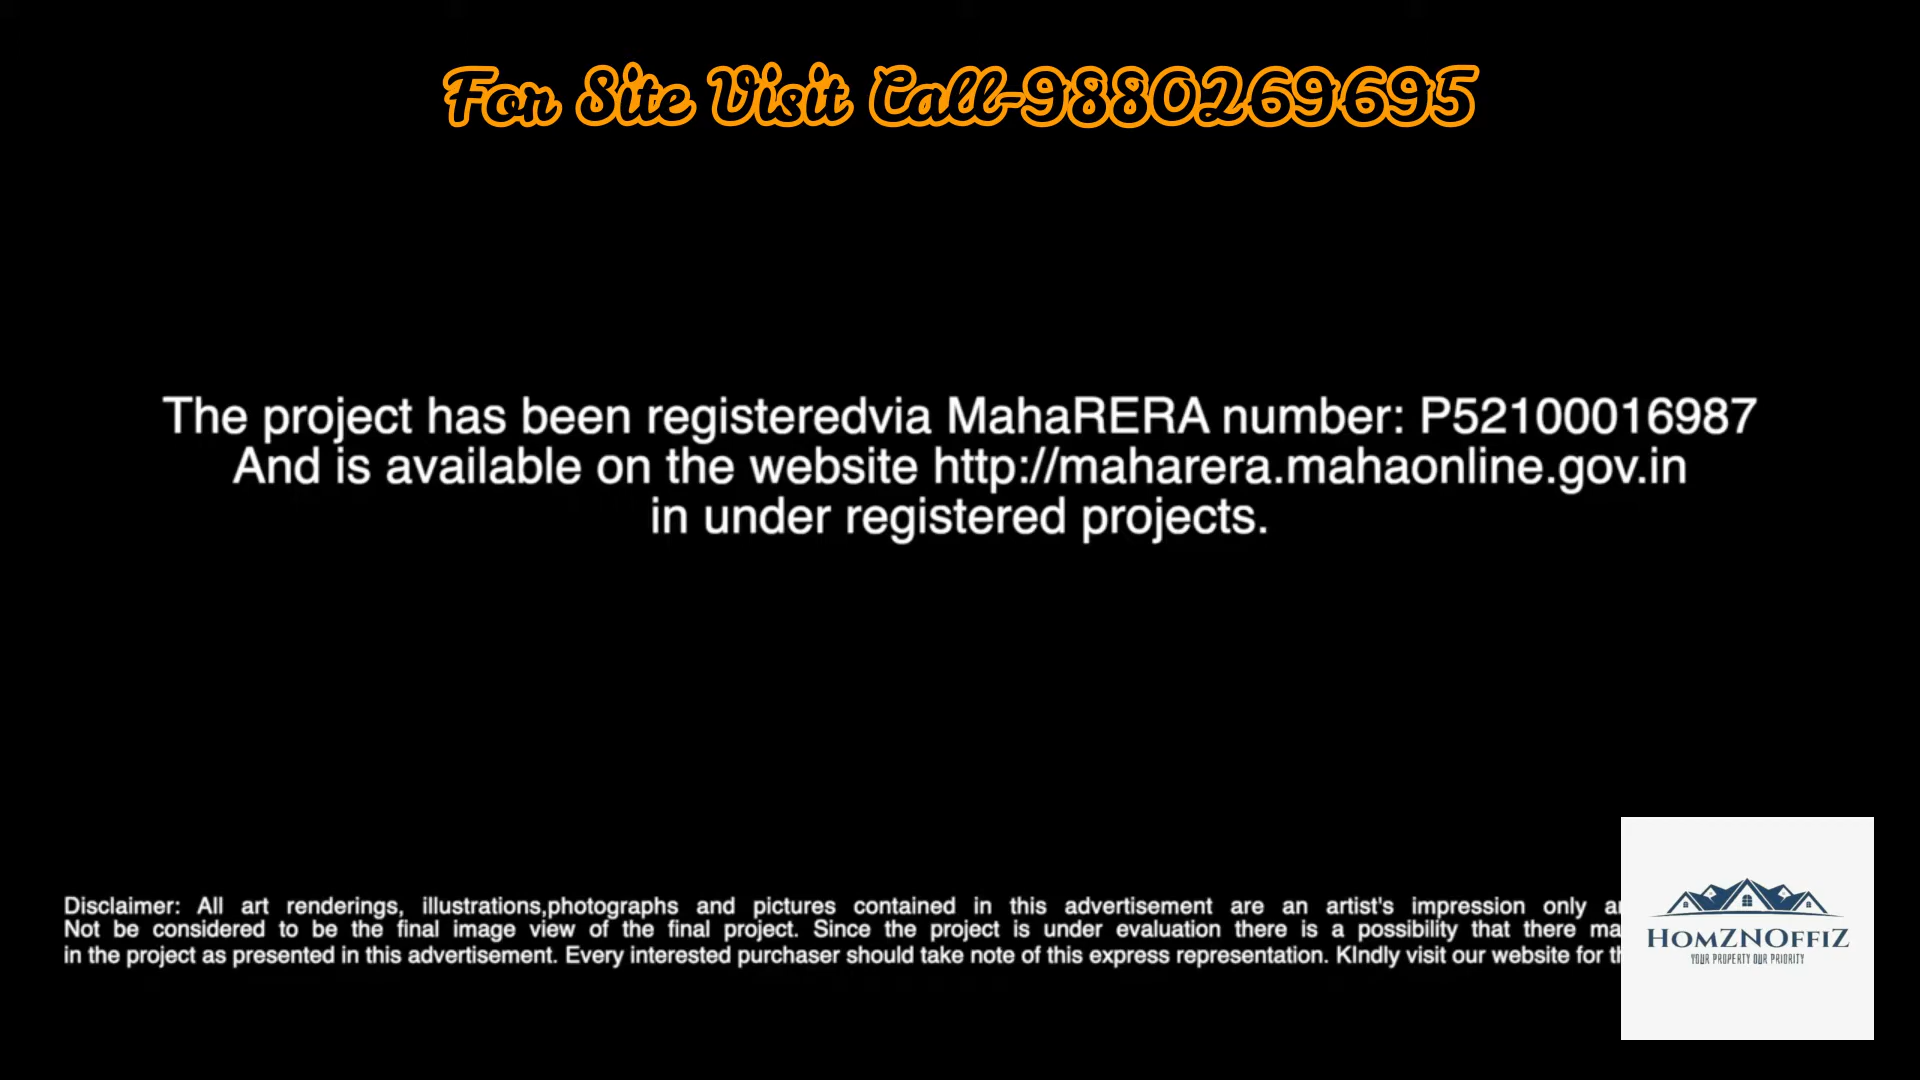 For Site Visit Call-9880269695
The project has been registeredvia MahaRERA number: P52100016987
And is available on the website http://maharera.mahaonline.gov.in
in under registered projects.
Disclaimer: All art renderings, illustrations,photographs and pictures contained in this advertisement are an artist's impression only
Not be considered to be the final image view of the final project. Since the project is under evaluation there is a possibility that there
in the project as presented in this advertisement. Every interested purchaser should take note of this express representation. KIndly visit our website for
HomZNOffiZ
YOUR PROPERTY OUR PRIORITY